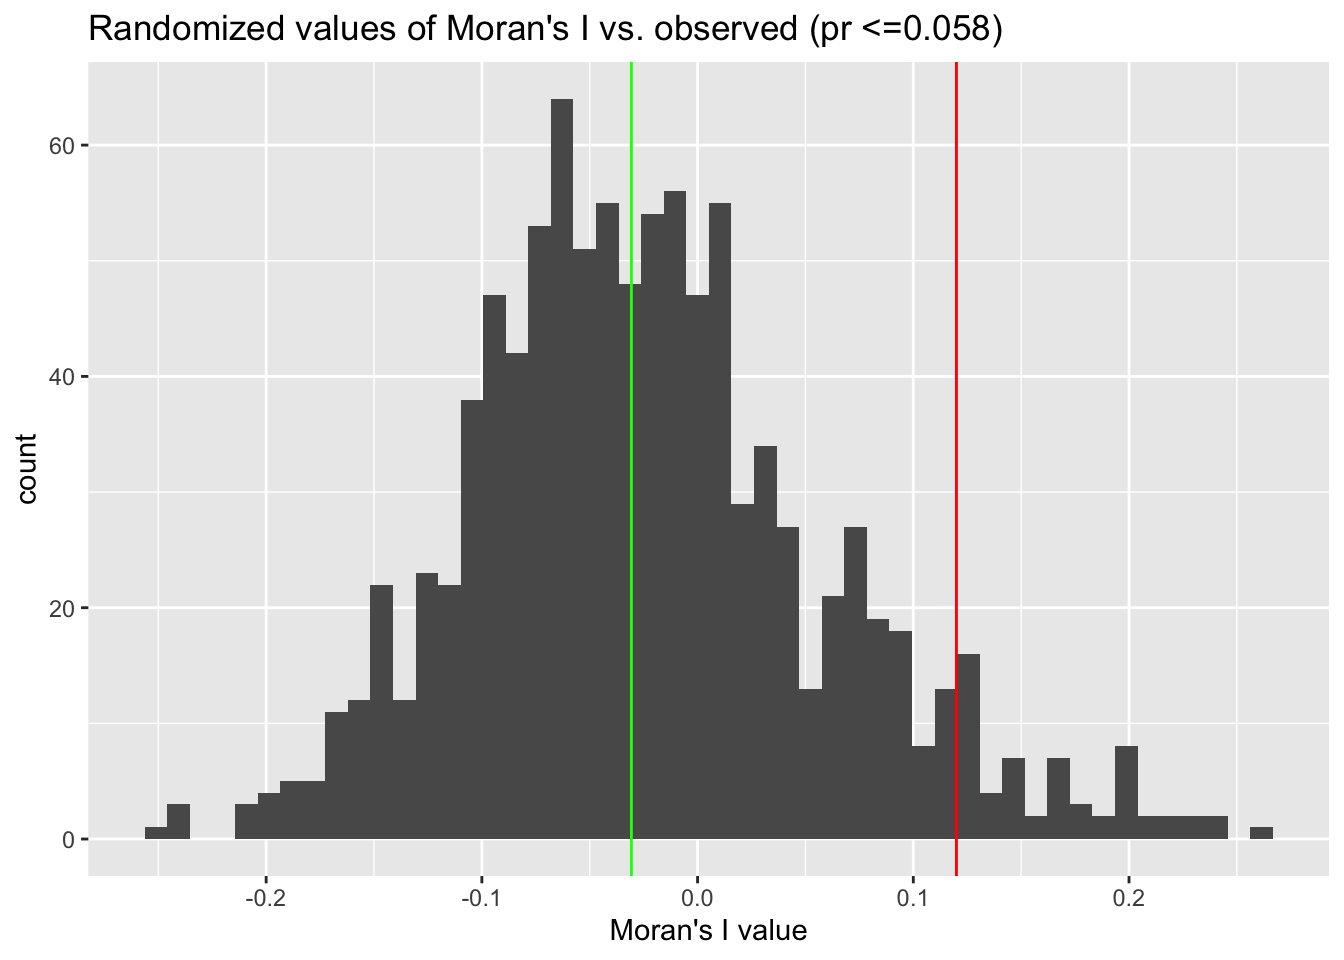 Randomized values of Moran's I vs. observed (pr <=0.058)
60
40
20
0
count
-0.2 -0.1 0.0 0.1 0.2
Moran's I value